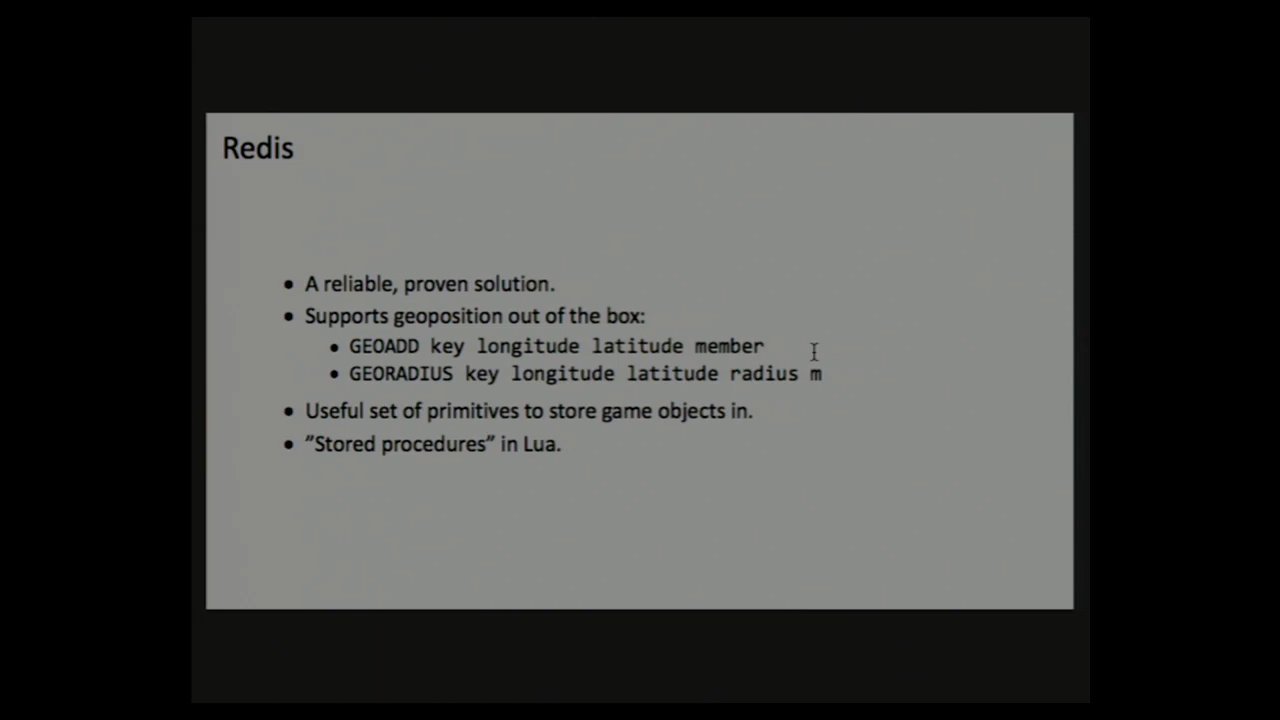 Redis
• A reliable, proven solution.
• Supports geoposition out of the box:
• GEOADD key longitude latitude member
• GEORADIUS key longitude latitude radius m
• Useful set of primitives to store game objects in.
• ”Stored procedures” in Lua.